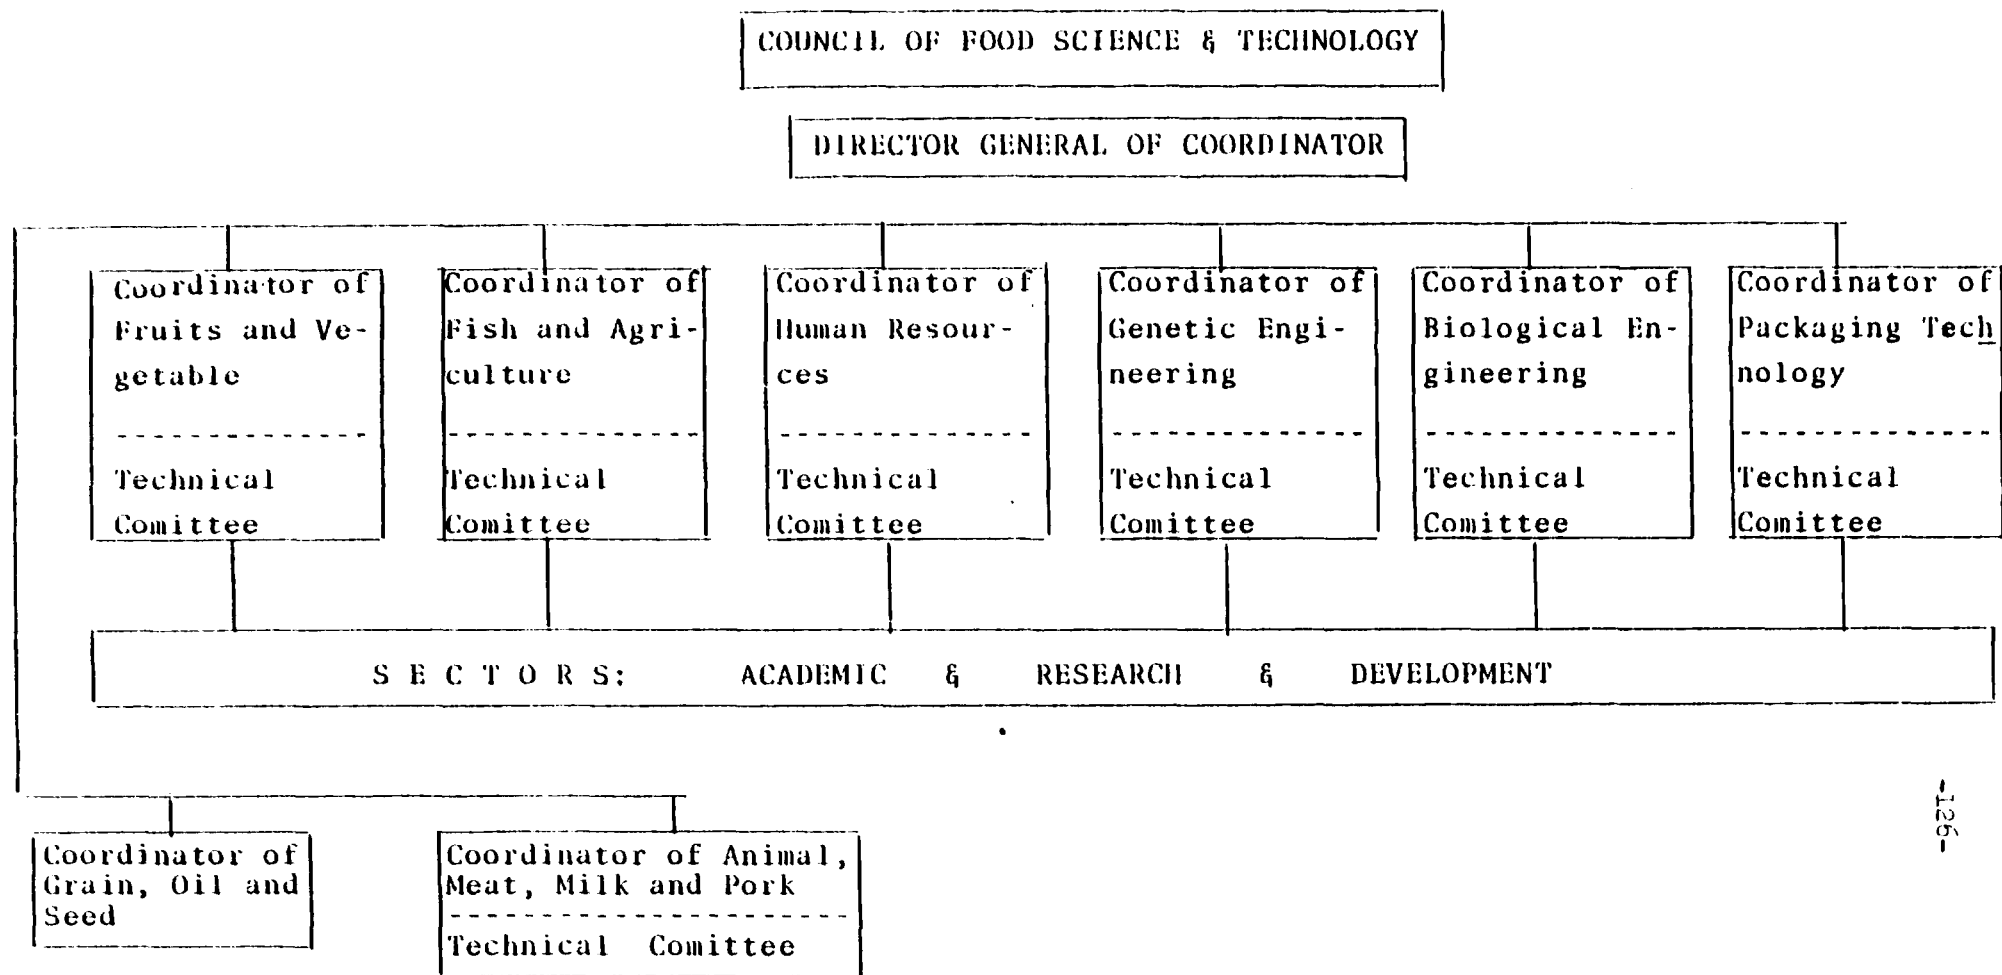 COUNCIL OF FOOD SCIENCE & TECHNOLOGY
DIRECTOR GENERAL OF COORDINATOR
Coordinator of
Fruits and Ve-
getable
Technical
Comittee
Coordinator of
Fish and Agri-
culture
Technical
Comittee
Coordinator of
Human Resour-
ces
Technical
Comittee
Coordinator of
Genetic Engi-
neering
Technical
Comittee
Coordinator of
Biological En-
gineering
Technical
Comittee
Coordinator of
Packaging Tech
nology
Technical
Comittee
S E C T O R S: ACADEMIC & RESEARCH & DEVELOPMENT
Coordinator of
Grain, Oil and
Seed
Coordinator of Animal,
Meat, Milk and Pork
Technical Comittee
-126-